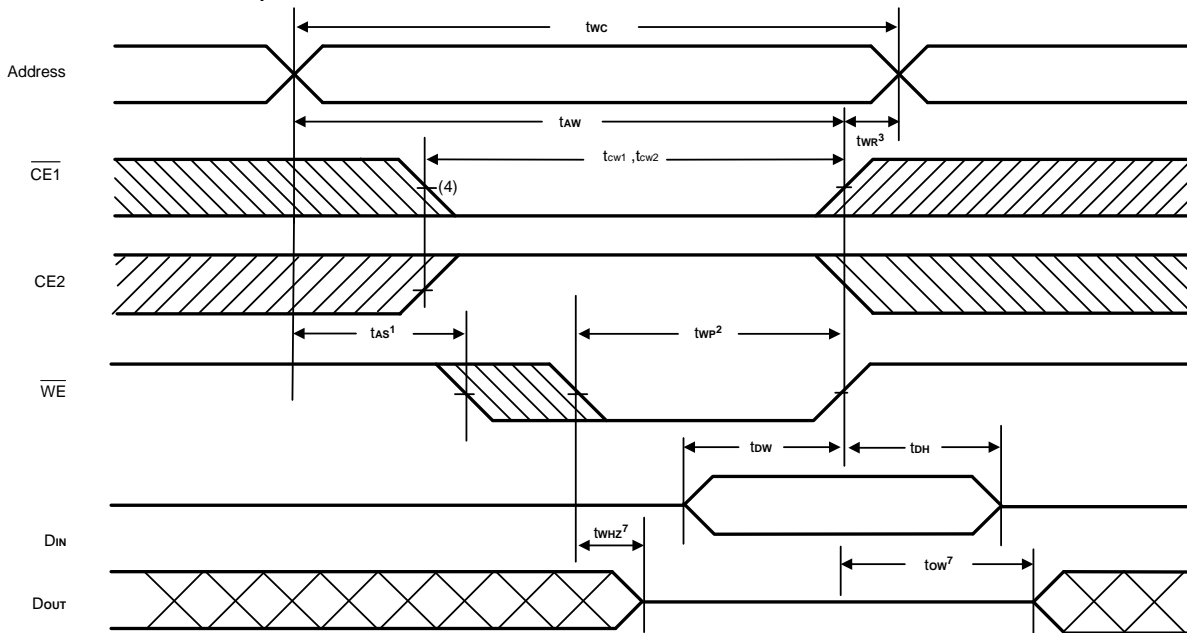 tWC
Address
tAW
tWR3
tcw1 ,tcw2
CE1
(4)
CE2
tAS1
tWP2
WE
tDW
tDH
DIN
tWHZ7
tOW7
DOUT